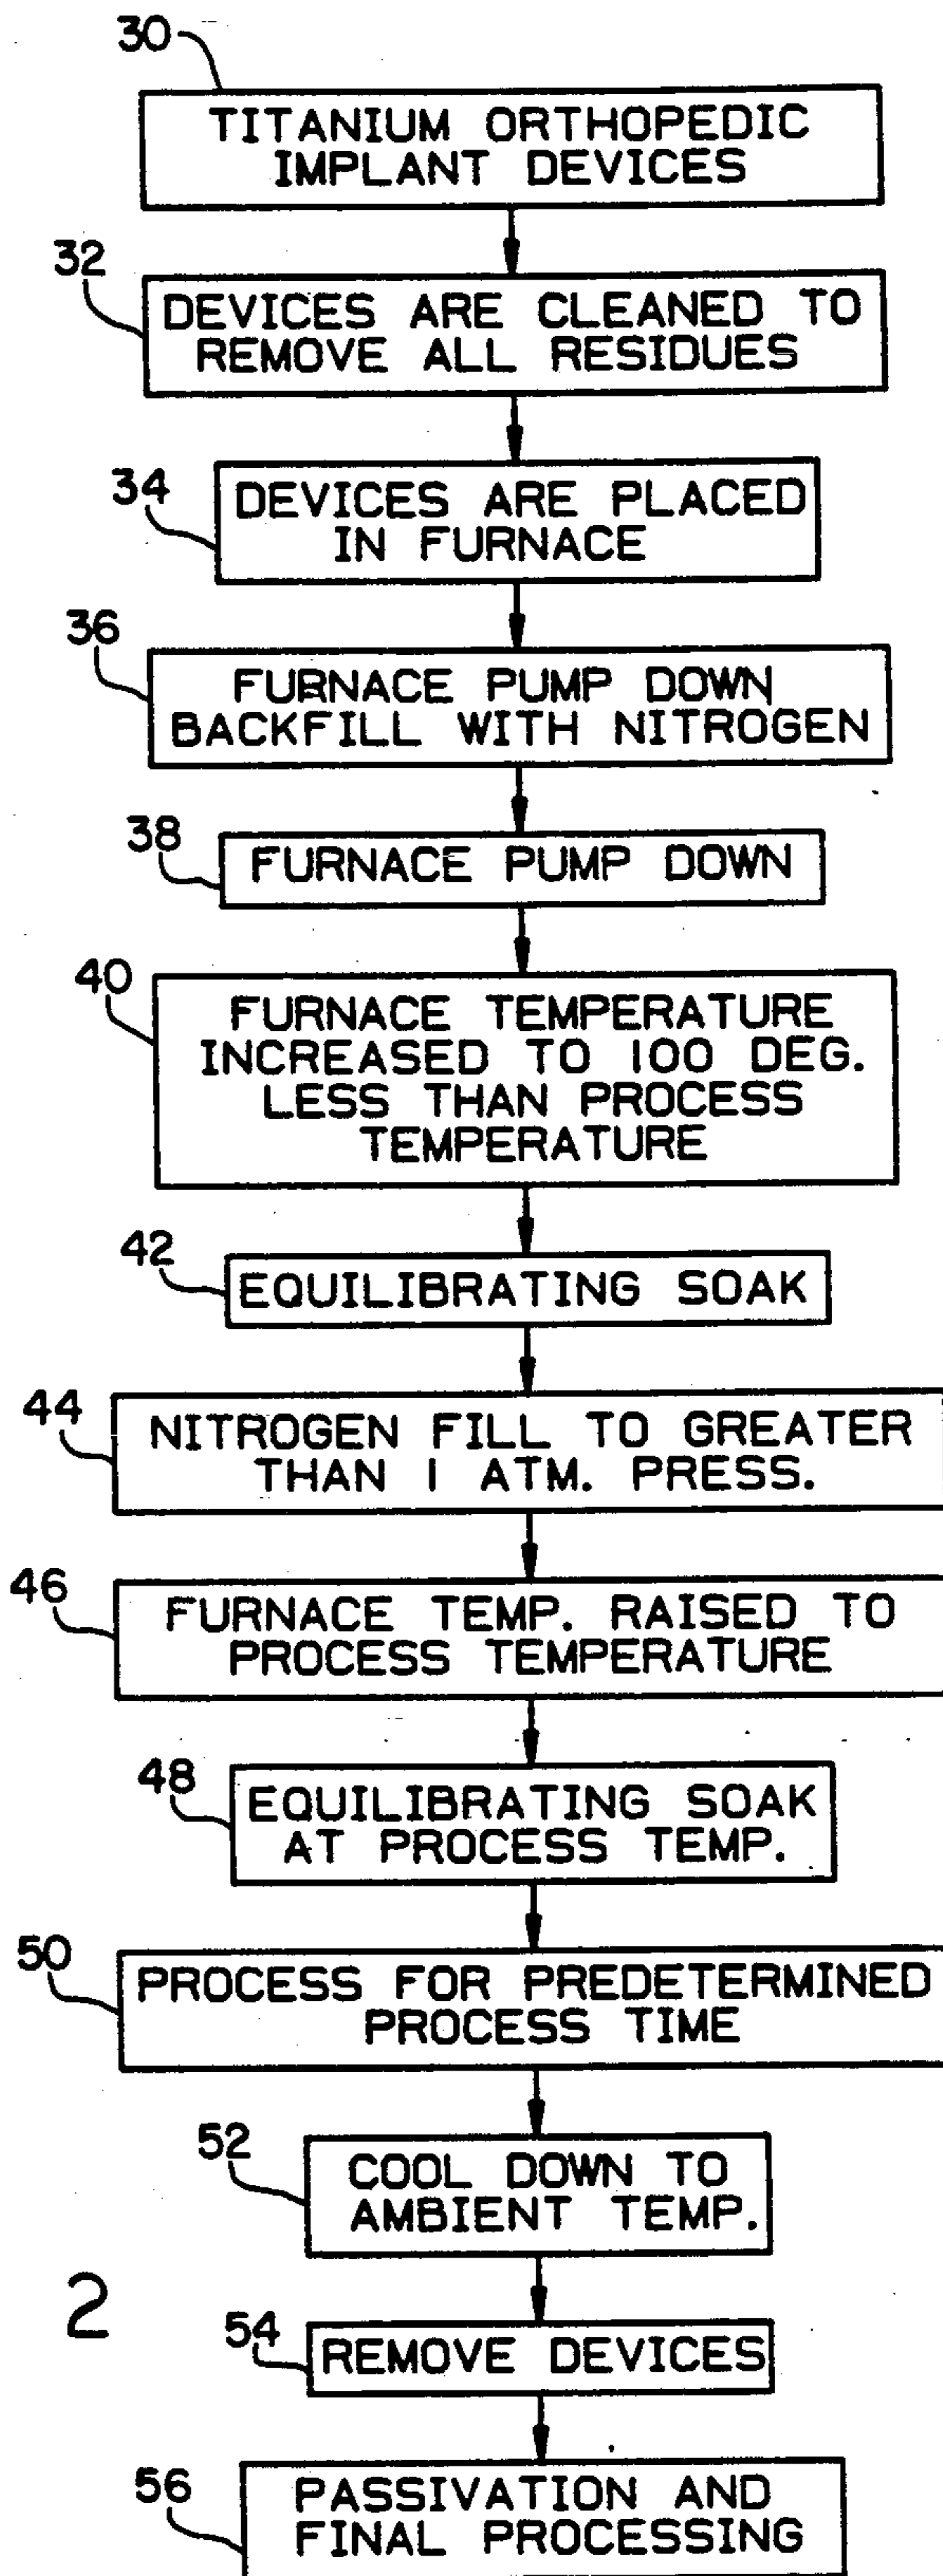 30
TITANIUM ORTHOPEDIC
IMPLANT DEVICES
32
DEVICES ARE CLEANED TO
REMOVE ALL RESIDUES
34
DEVICES ARE PLACED
IN FURNACE
36
FURNACE PUMP DOWN
BACKFILL WITH NITROGEN
38
FURNACE PUMP DOWN
40
FURNACE TEMPERATURE
INCREASED TO 100 DEG.
LESS THAN PROCESS
TEMPERATURE
42
EQUILIBRATING SOAK
44
NITROGEN FILL TO GREATER
THAN 1 ATM. PRESS.
46
FURNACE TEMP. RAISED TO
PROCESS TEMPERATURE
48
EQUILIBRATING SOAK
AT PROCESS TEMP.
50
PROCESS FOR PREDETERMINED
PROCESS TIME
52
COOL DOWN TO
AMBIENT TEMP.
2
54
REMOVE DEVICES
56
PASSIVATION AND
FINAL PROCESSING